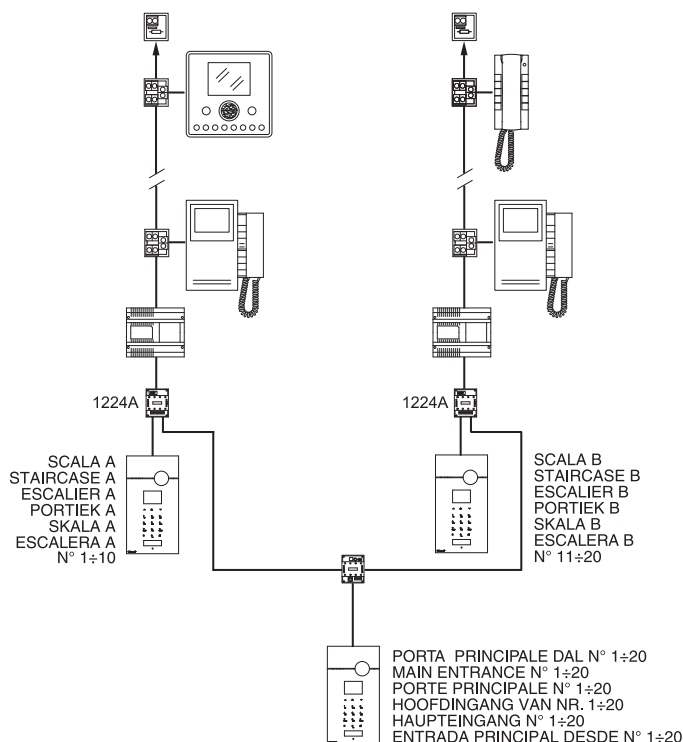 1224A
1224A
SCALA A
STAIRCASE A
ESCALIER A
PORTIEK A
SKALA A
ESCALERA A
N° 1÷10
SCALA B
STAIRCASE B
ESCALIER B
PORTIEK B
SKALA B
ESCALERA B
N° 11÷20
PORTA PRINCIPALE DAL N° 1÷20
MAIN ENTRANCE N° 1÷20
PORTE PRINCIPALE N° 1÷20
HOOFDINGANG VAN NR. 1÷20
HAUPTEINGANG N° 1÷20
ENTRADA PRINCIPAL DESDE N° 1÷20